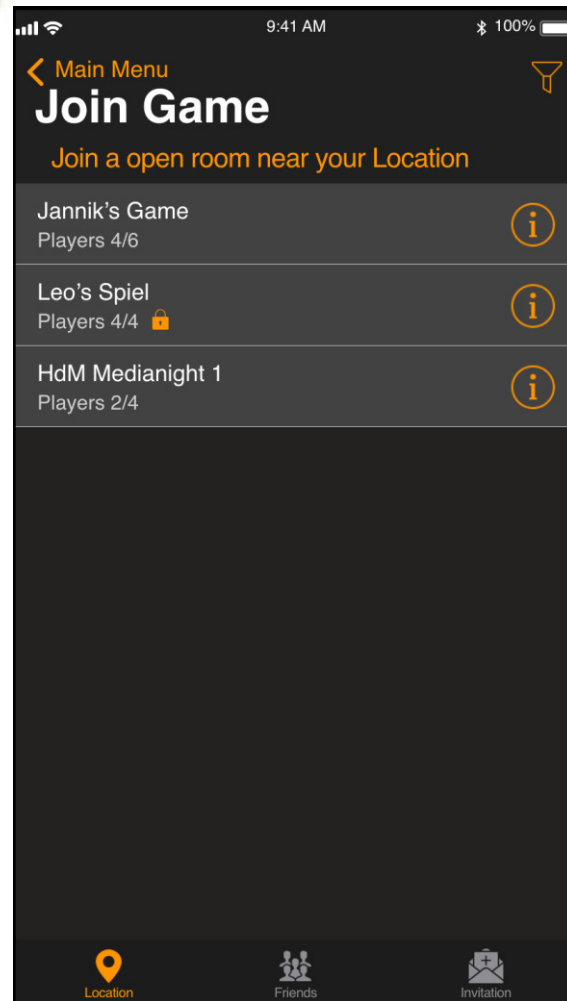 9:41 AM
100%
Main Menu
Join Game
Join a open room near your Location
Jannik's Game
Players 4/6
i
Leo's Spiel
Players 4/4
i
HdM Medianight 1
Players 2/4
i
Location
Friends
Invitation